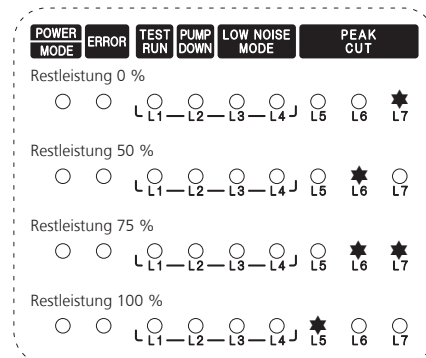 POWER ERROR TEST PUMP LOW NOISE PEAK
MODE RUN DOWN MODE CUT
Restleistung 0 %
L1 L2 L3 L4 L5 L6 L7
Restleistung 50 %
L1 L2 L3 L4 L5 L6 L7
Restleistung 75 %
L1 L2 L3 L4 L5 L6 L7
Restleistung 100 %
L1 L2 L3 L4 L5 L6 L7